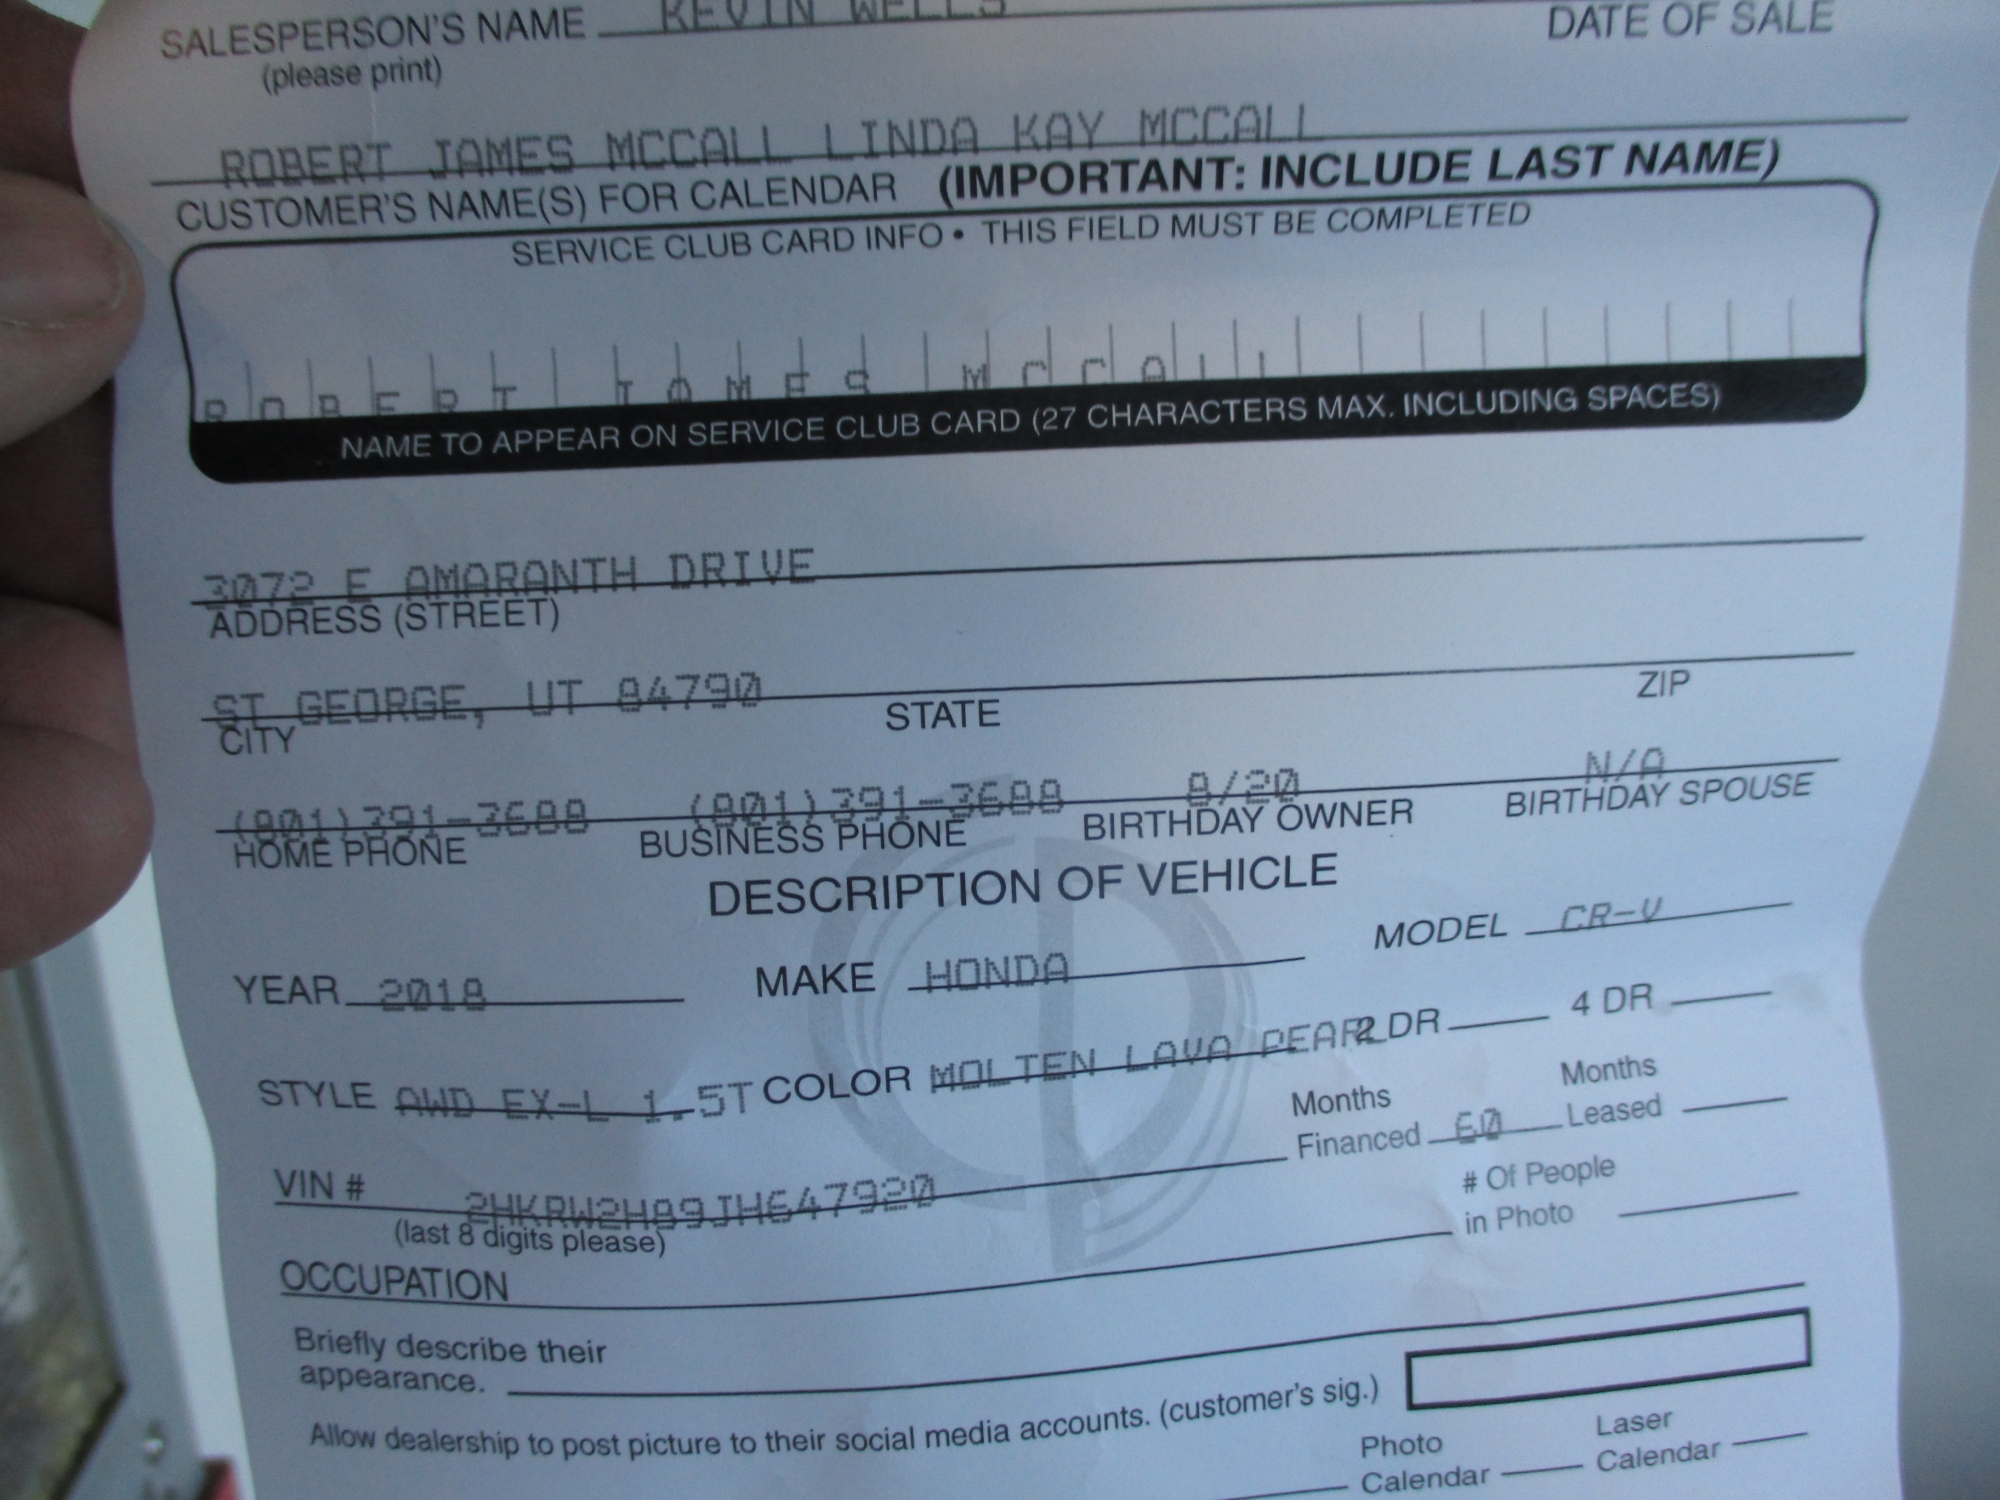 SALESPERSON'S NAME KEVIN WELLS
DATE OF SALE
(please print)
ROBERT JAMES MCCALL LINDA KAY MCCALL
CUSTOMER'S NAME(S) FOR CALENDAR (IMPORTANT: INCLUDE LAST NAME)
SERVICE CLUB CARD INFO • THIS FIELD MUST BE COMPLETED
ROBERT JAMES MCCALL
NAME TO APPEAR ON SERVICE CLUB CARD (27 CHARACTERS MAX. INCLUDING SPACES)
3072 E AMARANTH DRIVE
ADDRESS (STREET)
ST GEORGE, UT 84790
CITY STATE ZIP
(801)391-3688 (801)391-3688 8/20 N/A
HOME PHONE BUSINESS PHONE BIRTHDAY OWNER BIRTHDAY SPOUSE
DESCRIPTION OF VEHICLE
YEAR 2018 MAKE HONDA MODEL CR-V
STYLE AWD EX-L 1.5T COLOR MOLTEN LAVA PEARL 2 DR 4 DR
Months Financed 60 Months Leased
VIN # 2HKRW2H89JH647920
(last 8 digits please)
# Of People in Photo
OCCUPATION
Briefly describe their
appearance.
Allow dealership to post picture to their social media accounts. (customer's sig.)
Photo Calendar Laser Calendar